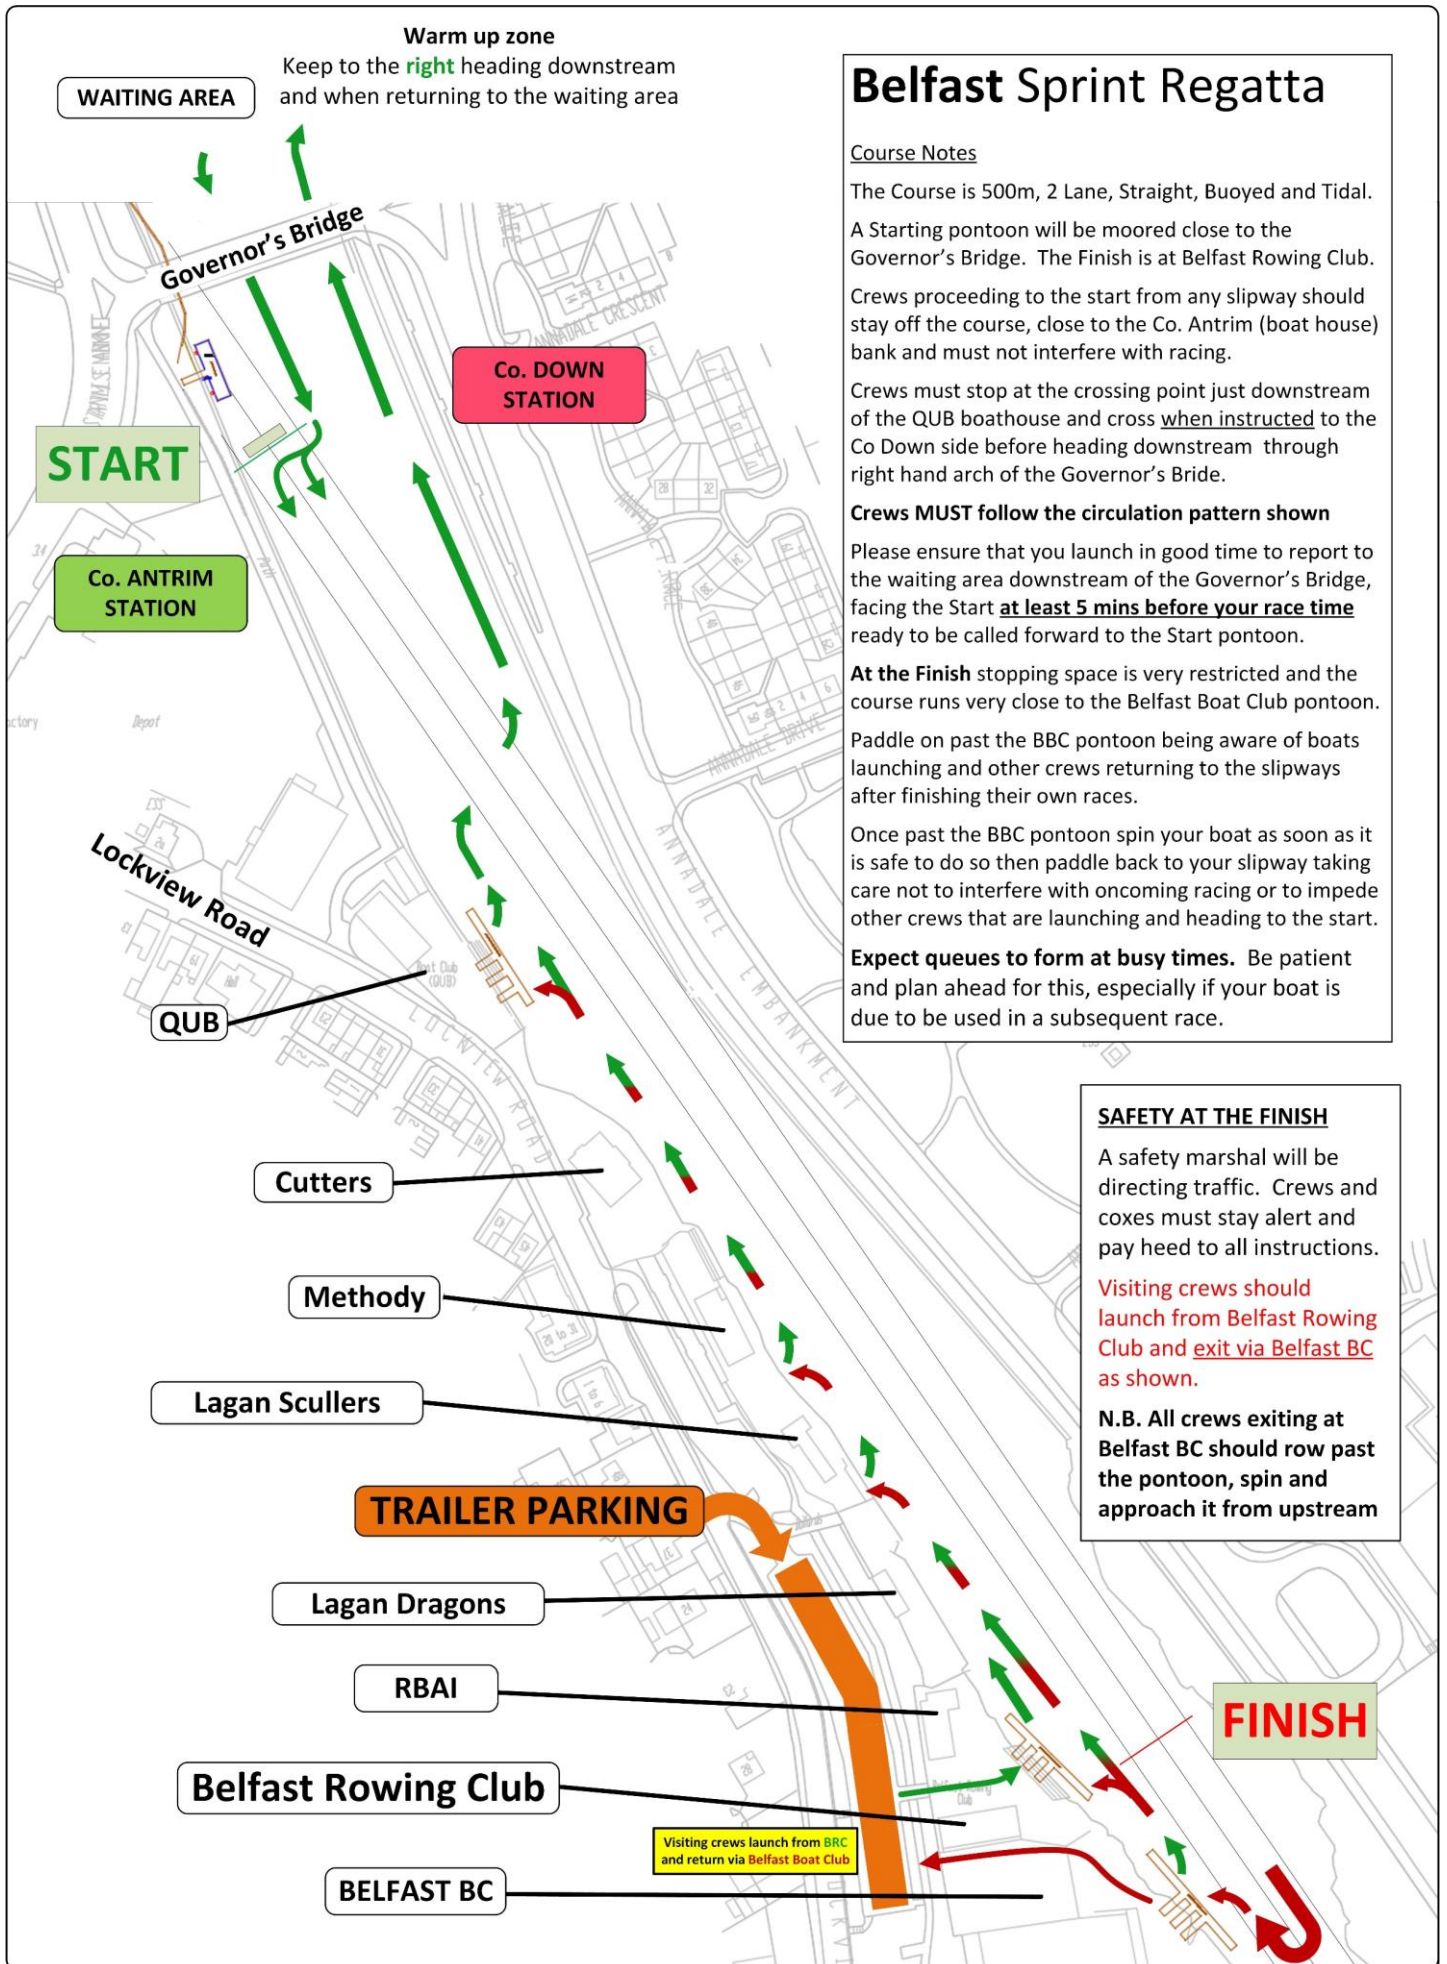 Warm up zone
Keep to the right heading downstream
and when returning to the waiting area
WAITING AREA
Governor's Bridge
START
Co. DOWN
STATION
Co. ANTRIM
STATION
STRANMILLIS
ANNADALE CRESCENT
ANNADALE DRIVE
ANNADALE EMBANKMENT
Path
Depot
Lockview Road
LOCKVIEW ROAD
Boat Club
(QUB)
QUB
Cutters
Methody
Lagan Scullers
TRAILER PARKING
Lagan Dragons
RBAI
Belfast Rowing Club
Visiting crews launch from BRC
and return via Belfast Boat Club
BELFAST BC
FINISH
Belfast Sprint Regatta
Course Notes
The Course is 500m, 2 Lane, Straight, Buoyed and Tidal.
A Starting pontoon will be moored close to the
Governor's Bridge. The Finish is at Belfast Rowing Club.
Crews proceeding to the start from any slipway should
stay off the course, close to the Co. Antrim (boat house)
bank and must not interfere with racing.
Crews must stop at the crossing point just downstream
of the QUB boathouse and cross when instructed to the
Co Down side before heading downstream through
right hand arch of the Governor's Bride.
Crews MUST follow the circulation pattern shown
Please ensure that you launch in good time to report to
the waiting area downstream of the Governor's Bridge,
facing the Start at least 5 mins before your race time
ready to be called forward to the Start pontoon.
At the Finish stopping space is very restricted and the
course runs very close to the Belfast Boat Club pontoon.
Paddle on past the BBC pontoon being aware of boats
launching and other crews returning to the slipways
after finishing their own races.
Once past the BBC pontoon spin your boat as soon as it
is safe to do so then paddle back to your slipway taking
care not to interfere with oncoming racing or to impede
other crews that are launching and heading to the start.
Expect queues to form at busy times. Be patient
and plan ahead for this, especially if your boat is
due to be used in a subsequent race.
SAFETY AT THE FINISH
A safety marshal will be
directing traffic. Crews and
coxes must stay alert and
pay heed to all instructions.
Visiting crews should
launch from Belfast Rowing
Club and exit via Belfast BC
as shown.
N.B. All crews exiting at
Belfast BC should row past
the pontoon, spin and
approach it from upstream